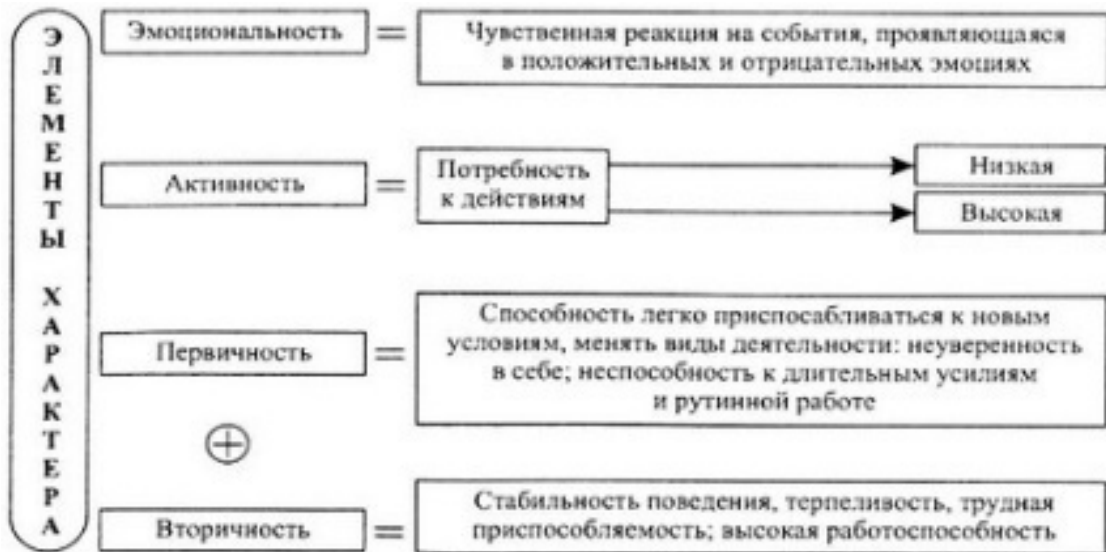 ЭЛЕМЕНТЫ ХАРАКТЕРА
Эмоциональность =
Чувственная реакция на события, проявляющаяся
в положительных и отрицательных эмоциях
Активность =
Потребность
к действиям
Низкая
Высокая
Первичность =
Способность легко приспосабливаться к новым
условиям, менять виды деятельности: неуверенность
в себе; неспособность к длительным усилиям
и рутинной работе
+
Вторичность =
Стабильность поведения, терпеливость, трудная
приспособляемость; высокая работоспособность